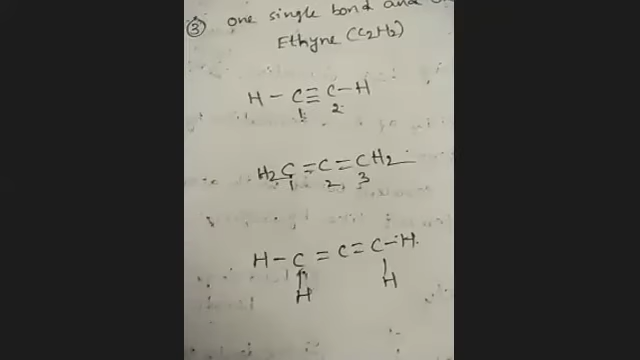 ③ one single bond and
Ethyne (C2H2)
H - C ≡ C - H
1 2
H2C = C = CH2
1 2 3
H - C = C = C - H
H H